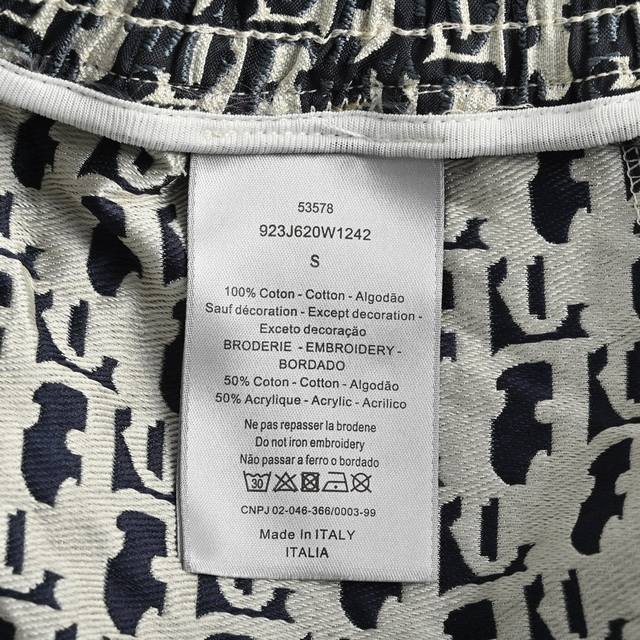 53578
923J620W1242
S
100% Coton - Cotton - Algodão
Sauf décoration - Except decoration -
Exceto decoração
BRODERIE - EMBROIDERY -
BORDADO
50% Coton - Cotton - Algodão
50% Acrylique - Acrylic - Acrilico
Ne pas repasser la brodene
Do not iron embroidery
Não passar a ferro o bordado
30
CNPJ 02-046-366/0003-99
Made in ITALY
ITALIA